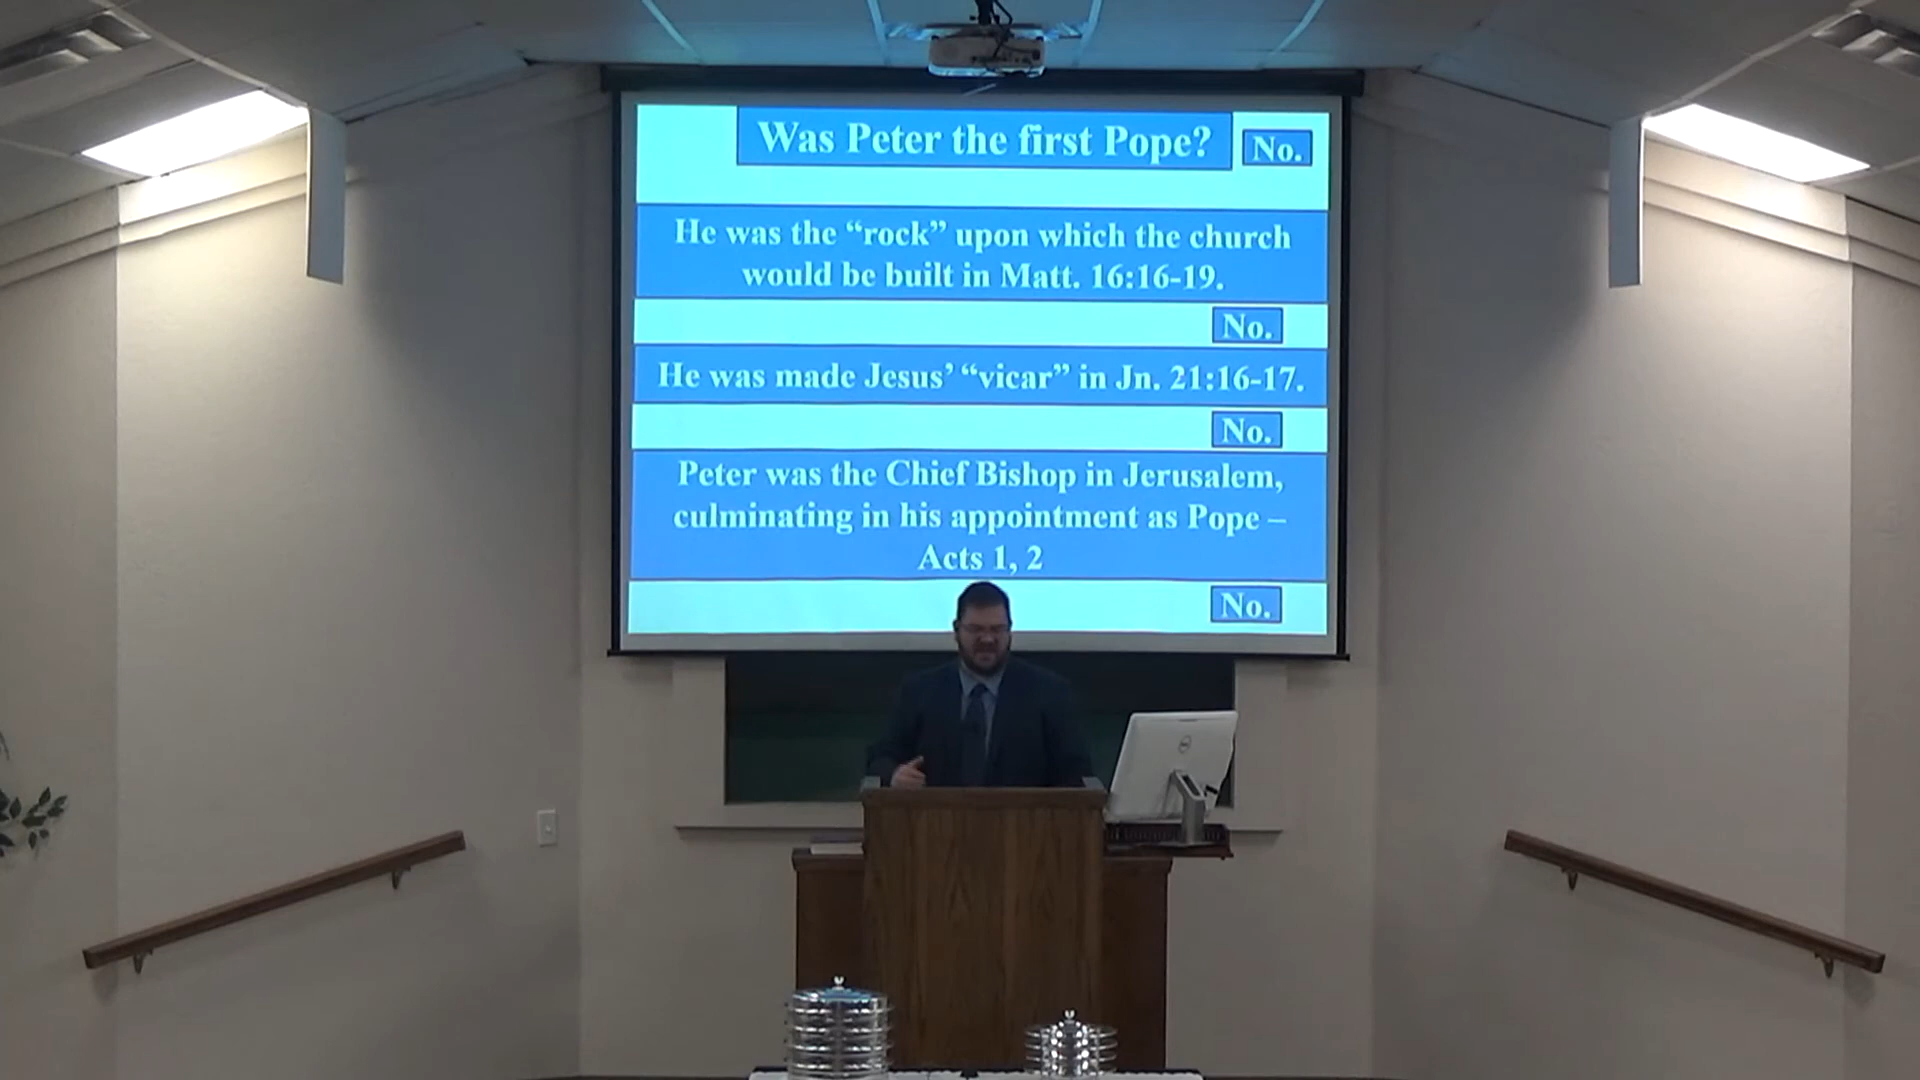 Was Peter the first Pope? No.
He was the “rock” upon which the church
would be built in Matt. 16:16-19.
No.
He was made Jesus’ “vicar” in Jn. 21:16-17.
No.
Peter was the Chief Bishop in Jerusalem,
culminating in his appointment as Pope –
Acts 1, 2
No.
DELL